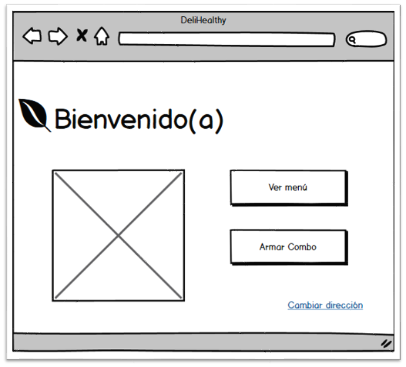 DeliHealthy
Bienvenido(a)
Ver menú
Armar Combo
Cambiar dirección